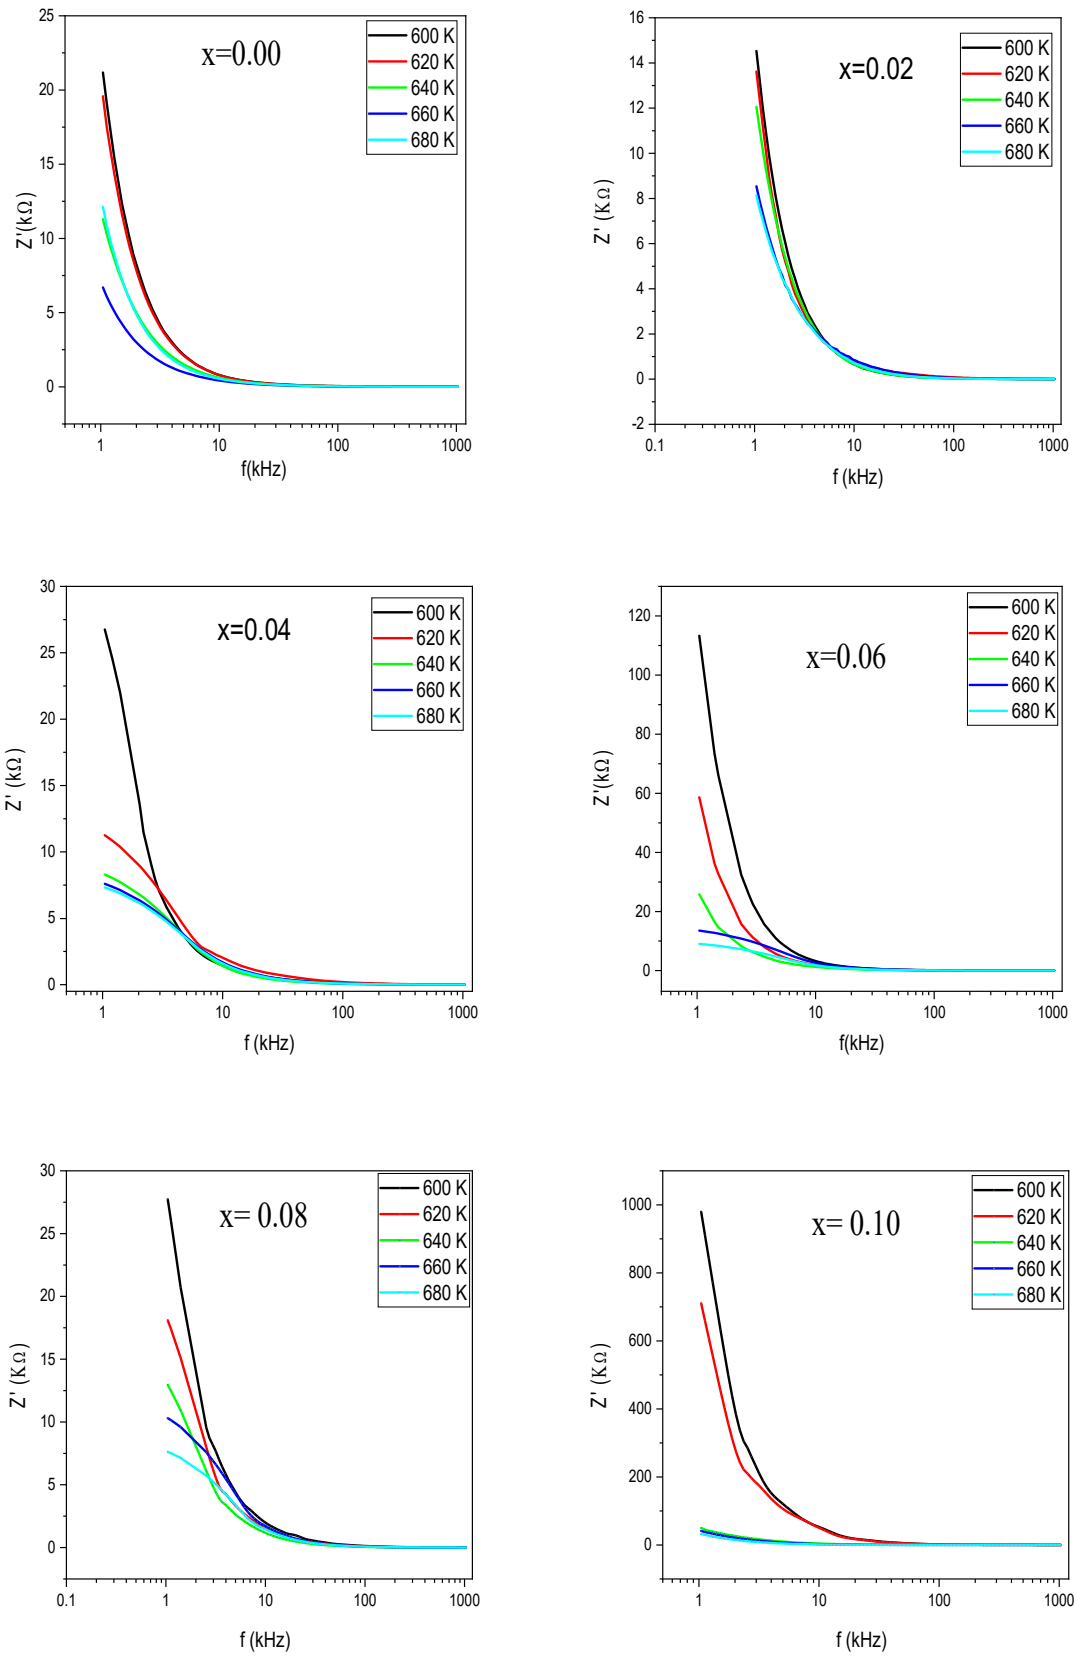 x=0.00
600 K
620 K
640 K
660 K
680 K
Z'(kΩ)
25
20
15
10
5
0
1
10
100
1000
f(kHz)
x=0.02
600 K
620 K
640 K
660 K
680 K
Z' (KΩ)
16
14
12
10
8
6
4
2
0
-2
0.1
1
10
100
1000
f (kHz)
x=0.04
600 K
620 K
640 K
660 K
680 K
Z' (kΩ)
30
25
20
15
10
5
0
1
10
100
1000
f (kHz)
x=0.06
600 K
620 K
640 K
660 K
680 K
Z'(kΩ)
120
100
80
60
40
20
0
1
10
100
1000
f(kHz)
x= 0.08
600 K
620 K
640 K
660 K
680 K
Z' (KΩ)
30
25
20
15
10
5
0
0.1
1
10
100
1000
f (kHz)
x= 0.10
600 K
620 K
640 K
660 K
680 K
Z' (KΩ)
1000
800
600
400
200
0
1
10
100
1000
f (kHz)